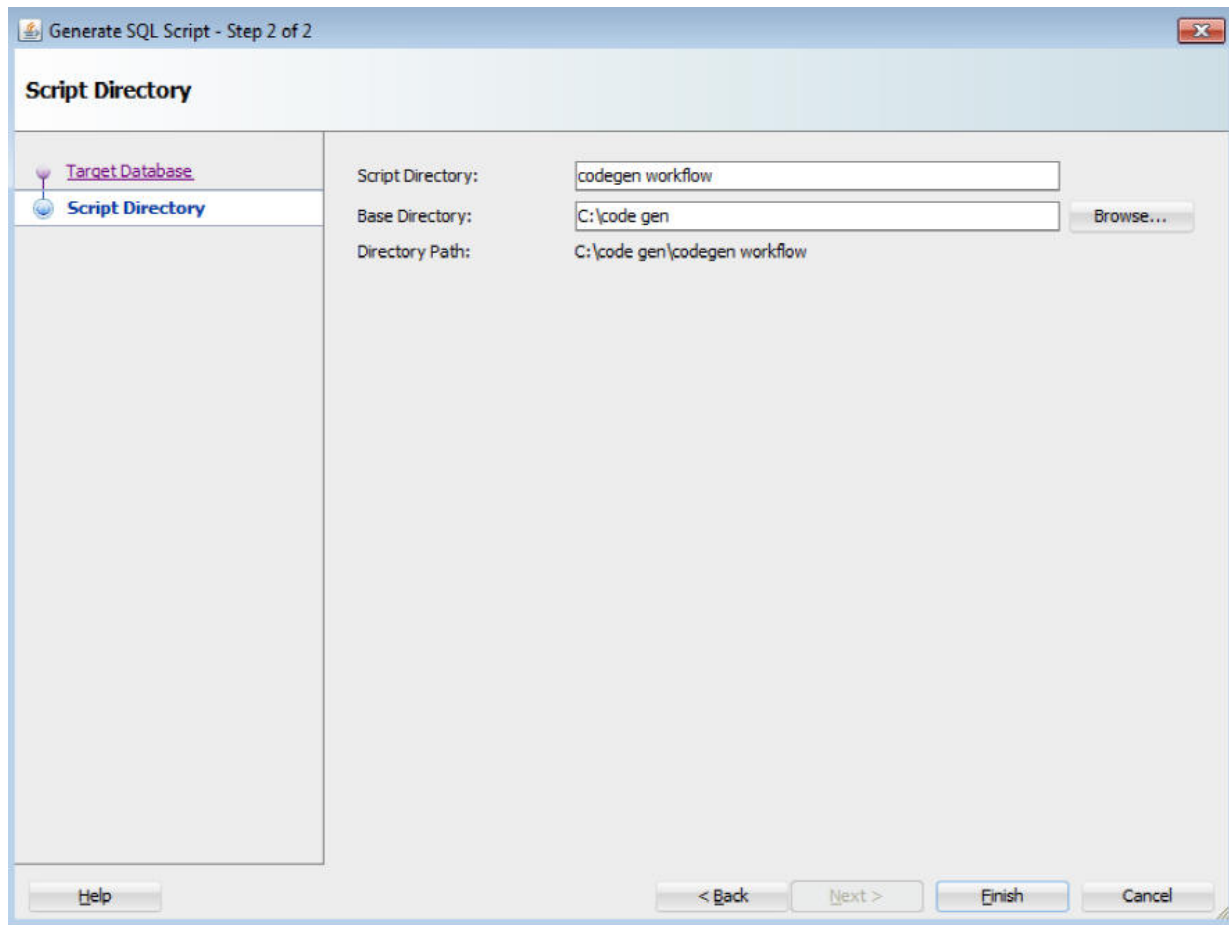 Generate SQL Script - Step 2 of 2
Script Directory
Target Database
Script Directory
Script Directory: codegen workflow
Base Directory: C:\code gen Browse...
Directory Path: C:\code gen\codegen workflow
Help < Back Next > Finish Cancel